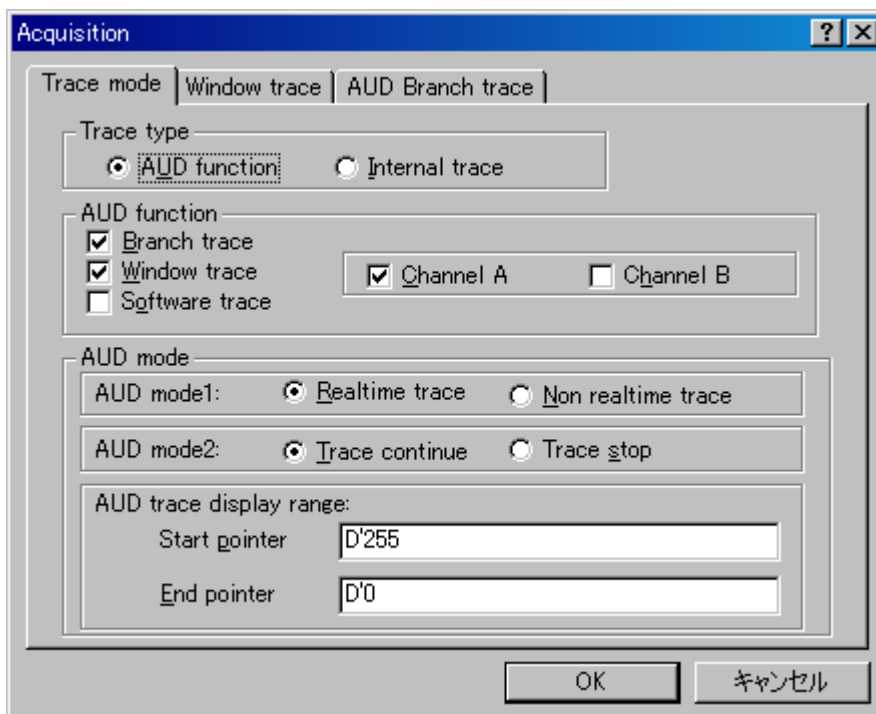 Acquisition
Trace mode Window trace AUD Branch trace
Trace type
AUD function Internal trace
AUD function
Branch trace
Window trace Channel A Channel B
Software trace
AUD mode
AUD mode1: Realtime trace Non realtime trace
AUD mode2: Trace continue Trace stop
AUD trace display range:
Start pointer D'255
End pointer D'0
OK キャンセル